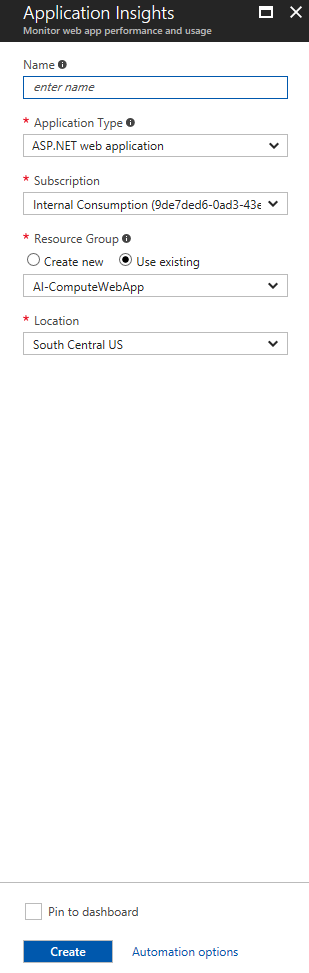 Application Insights
Monitor web app performance and usage
Name
enter name
* Application Type
ASP.NET web application
* Subscription
Internal Consumption (9de7ded6-0ad3-43e
* Resource Group
Create new Use existing
AI-ComputeWebApp
* Location
South Central US
Pin to dashboard
Create Automation options